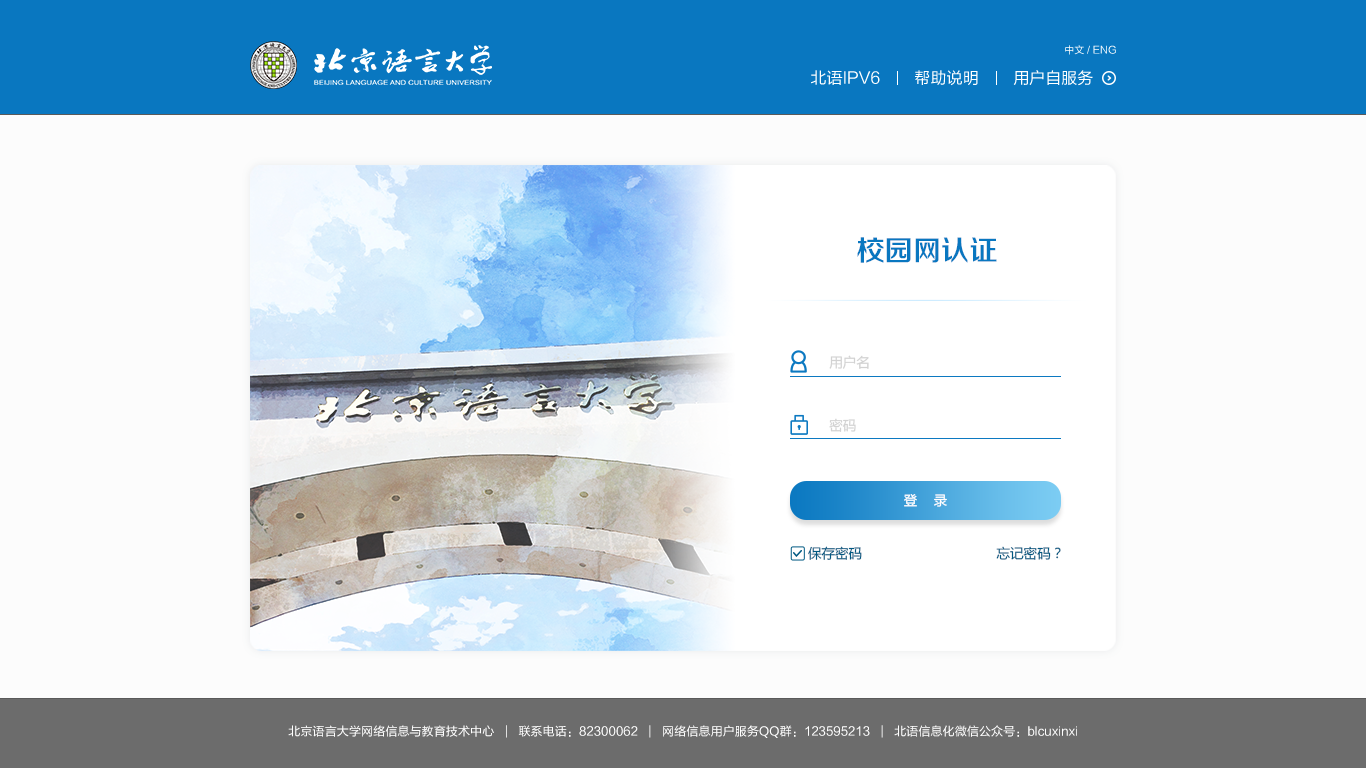 北京语言大学
BEIJING LANGUAGE AND CULTURE UNIVERSITY
中文 / ENG
北语IPV6 | 帮助说明 | 用户自服务
北京语言大学
校园网认证
用户名
密码
登 录
保存密码 忘记密码？
北京语言大学网络信息与教育技术中心 | 联系电话：82300062 | 网络信息用户服务QQ群：123595213 | 北语信息化微信公众号：blcuxinxi